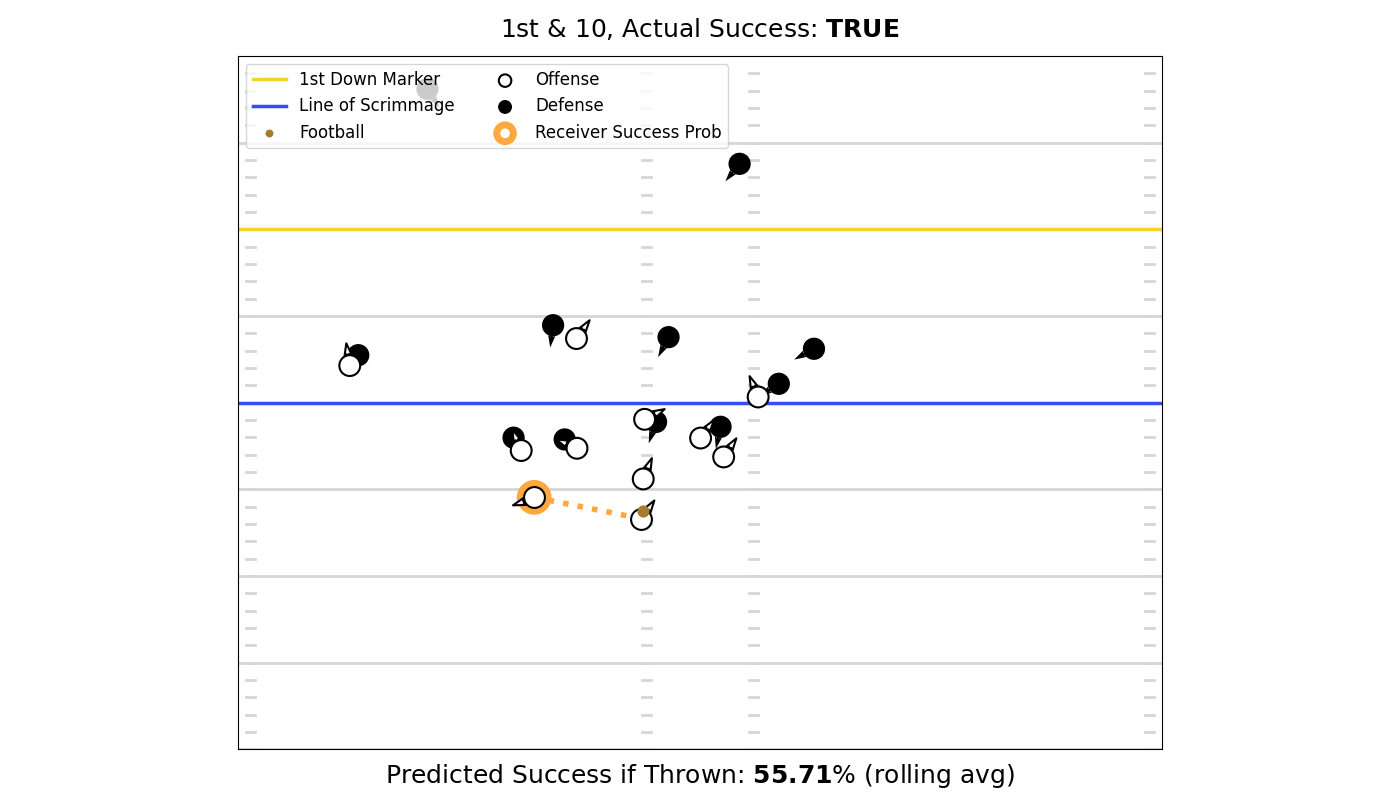 1st & 10, Actual Success: TRUE
1st Down Marker
Line of Scrimmage
Football
Offense
Defense
Receiver Success Prob
Predicted Success if Thrown: 55.71% (rolling avg)